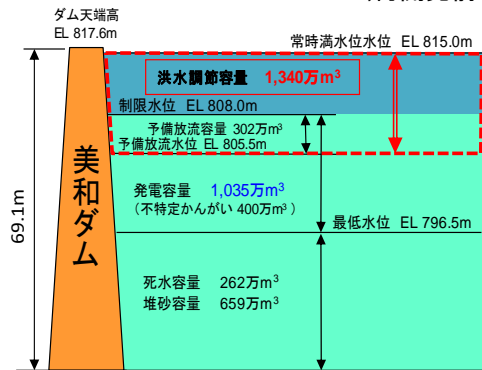 ダム天端高
EL 817.6m
常時満水位水位 EL 815.0m
洪水調節容量 1,340万m³
制限水位 EL 808.0m
予備放流容量 302万m³
予備放流水位 EL 805.5m
美和ダム
69.1m
発電容量 1,035万m³
（不特定かんがい 400万m³ ）
最低水位 EL 796.5m
死水容量 262万m³
堆砂容量 659万m³